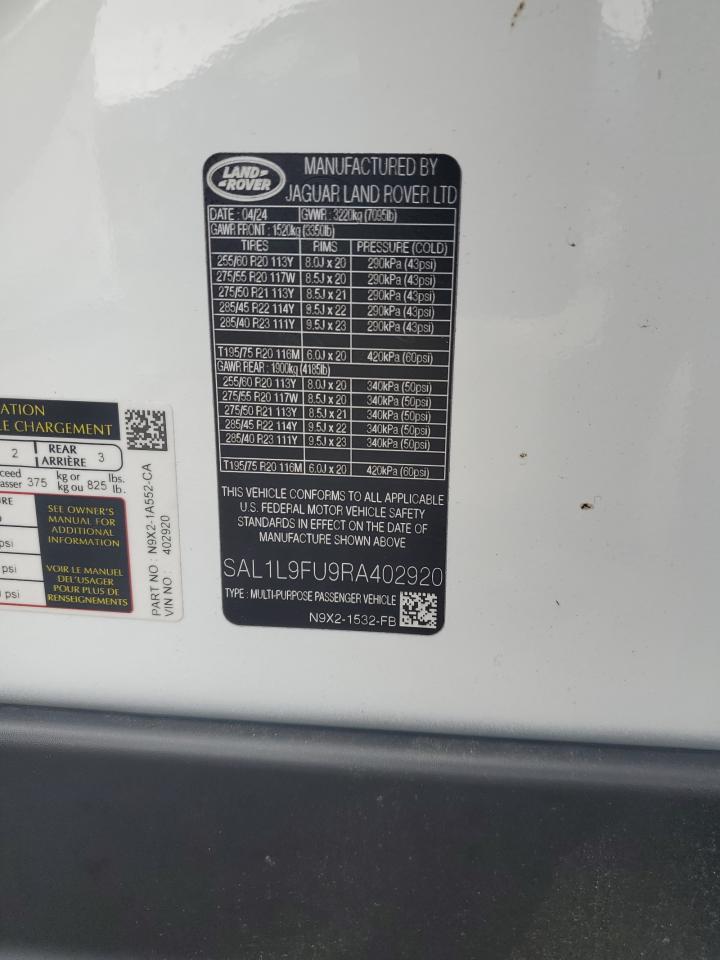 LAND ROVER
MANUFACTURED BY
JAGUAR LAND ROVER LTD
DATE : 04/24 GVWR : 3220kg (7095lb)
GAWR FRONT : 1520kg (3350lb)
TIRES RIMS PRESSURE (COLD)
255/60 R20 113Y 8.0J x 20 290kPa (43psi)
275/55 R20 117W 8.5J x 20 290kPa (43psi)
275/50 R21 113Y 8.5J x 21 290kPa (43psi)
285/45 R22 114Y 9.5J x 22 290kPa (43psi)
285/40 R23 111Y 9.5J x 23 290kPa (43psi)
T195/75 R20 116M 6.0J x 20 420kPa (60psi)
GAWR REAR : 1900kg (4185lb)
255/60 R20 113Y 8.0J x 20 340kPa (50psi)
275/55 R20 117W 8.5J x 20 340kPa (50psi)
275/50 R21 113Y 8.5J x 21 340kPa (50psi)
285/45 R22 114Y 9.5J x 22 340kPa (50psi)
285/40 R23 111Y 9.5J x 23 340kPa (50psi)
T195/75 R20 116M 6.0J x 20 420kPa (60psi)
THIS VEHICLE CONFORMS TO ALL APPLICABLE
U.S. FEDERAL MOTOR VEHICLE SAFETY
STANDARDS IN EFFECT ON THE DATE OF
MANUFACTURE SHOWN ABOVE
SAL1L9FU9RA402920
TYPE : MULTI-PURPOSE PASSENGER VEHICLE
N9X2-1532-FB
CHARGEMENT
2 REAR ARRIÈRE 3
375 kg or kg ou 825 lbs. lb.
SEE OWNER'S
MANUAL FOR
ADDITIONAL
INFORMATION
psi
psi
psi
VOIR LE MANUEL
DEL'USAGER
POUR PLUS DE
RENSEIGNEMENTS
PART NO : N9X2-1A552-CA
VIN NO : 402920